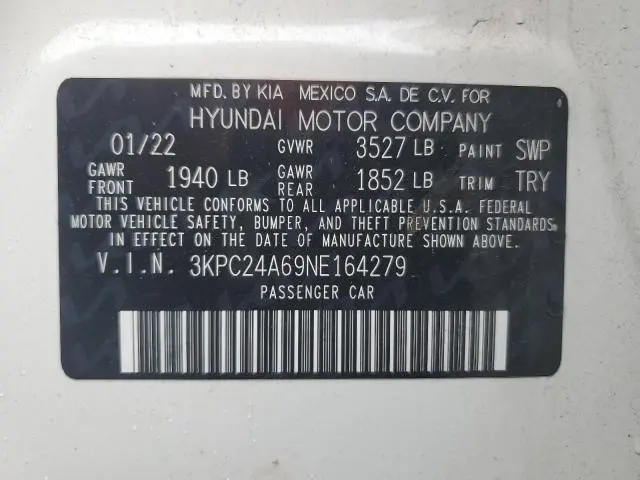 MFD. BY KIA MEXICO S.A. DE C.V. FOR
HYUNDAI MOTOR COMPANY
01/22 GVWR 3527 LB PAINT SWP
GAWR FRONT 1940 LB GAWR REAR 1852 LB TRIM TRY
THIS VEHICLE CONFORMS TO ALL APPLICABLE U.S.A. FEDERAL
MOTOR VEHICLE SAFETY, BUMPER, AND THEFT PREVENTION STANDARDS
IN EFFECT ON THE DATE OF MANUFACTURE SHOWN ABOVE.
V.I.N. 3KPC24A69NE164279
PASSENGER CAR